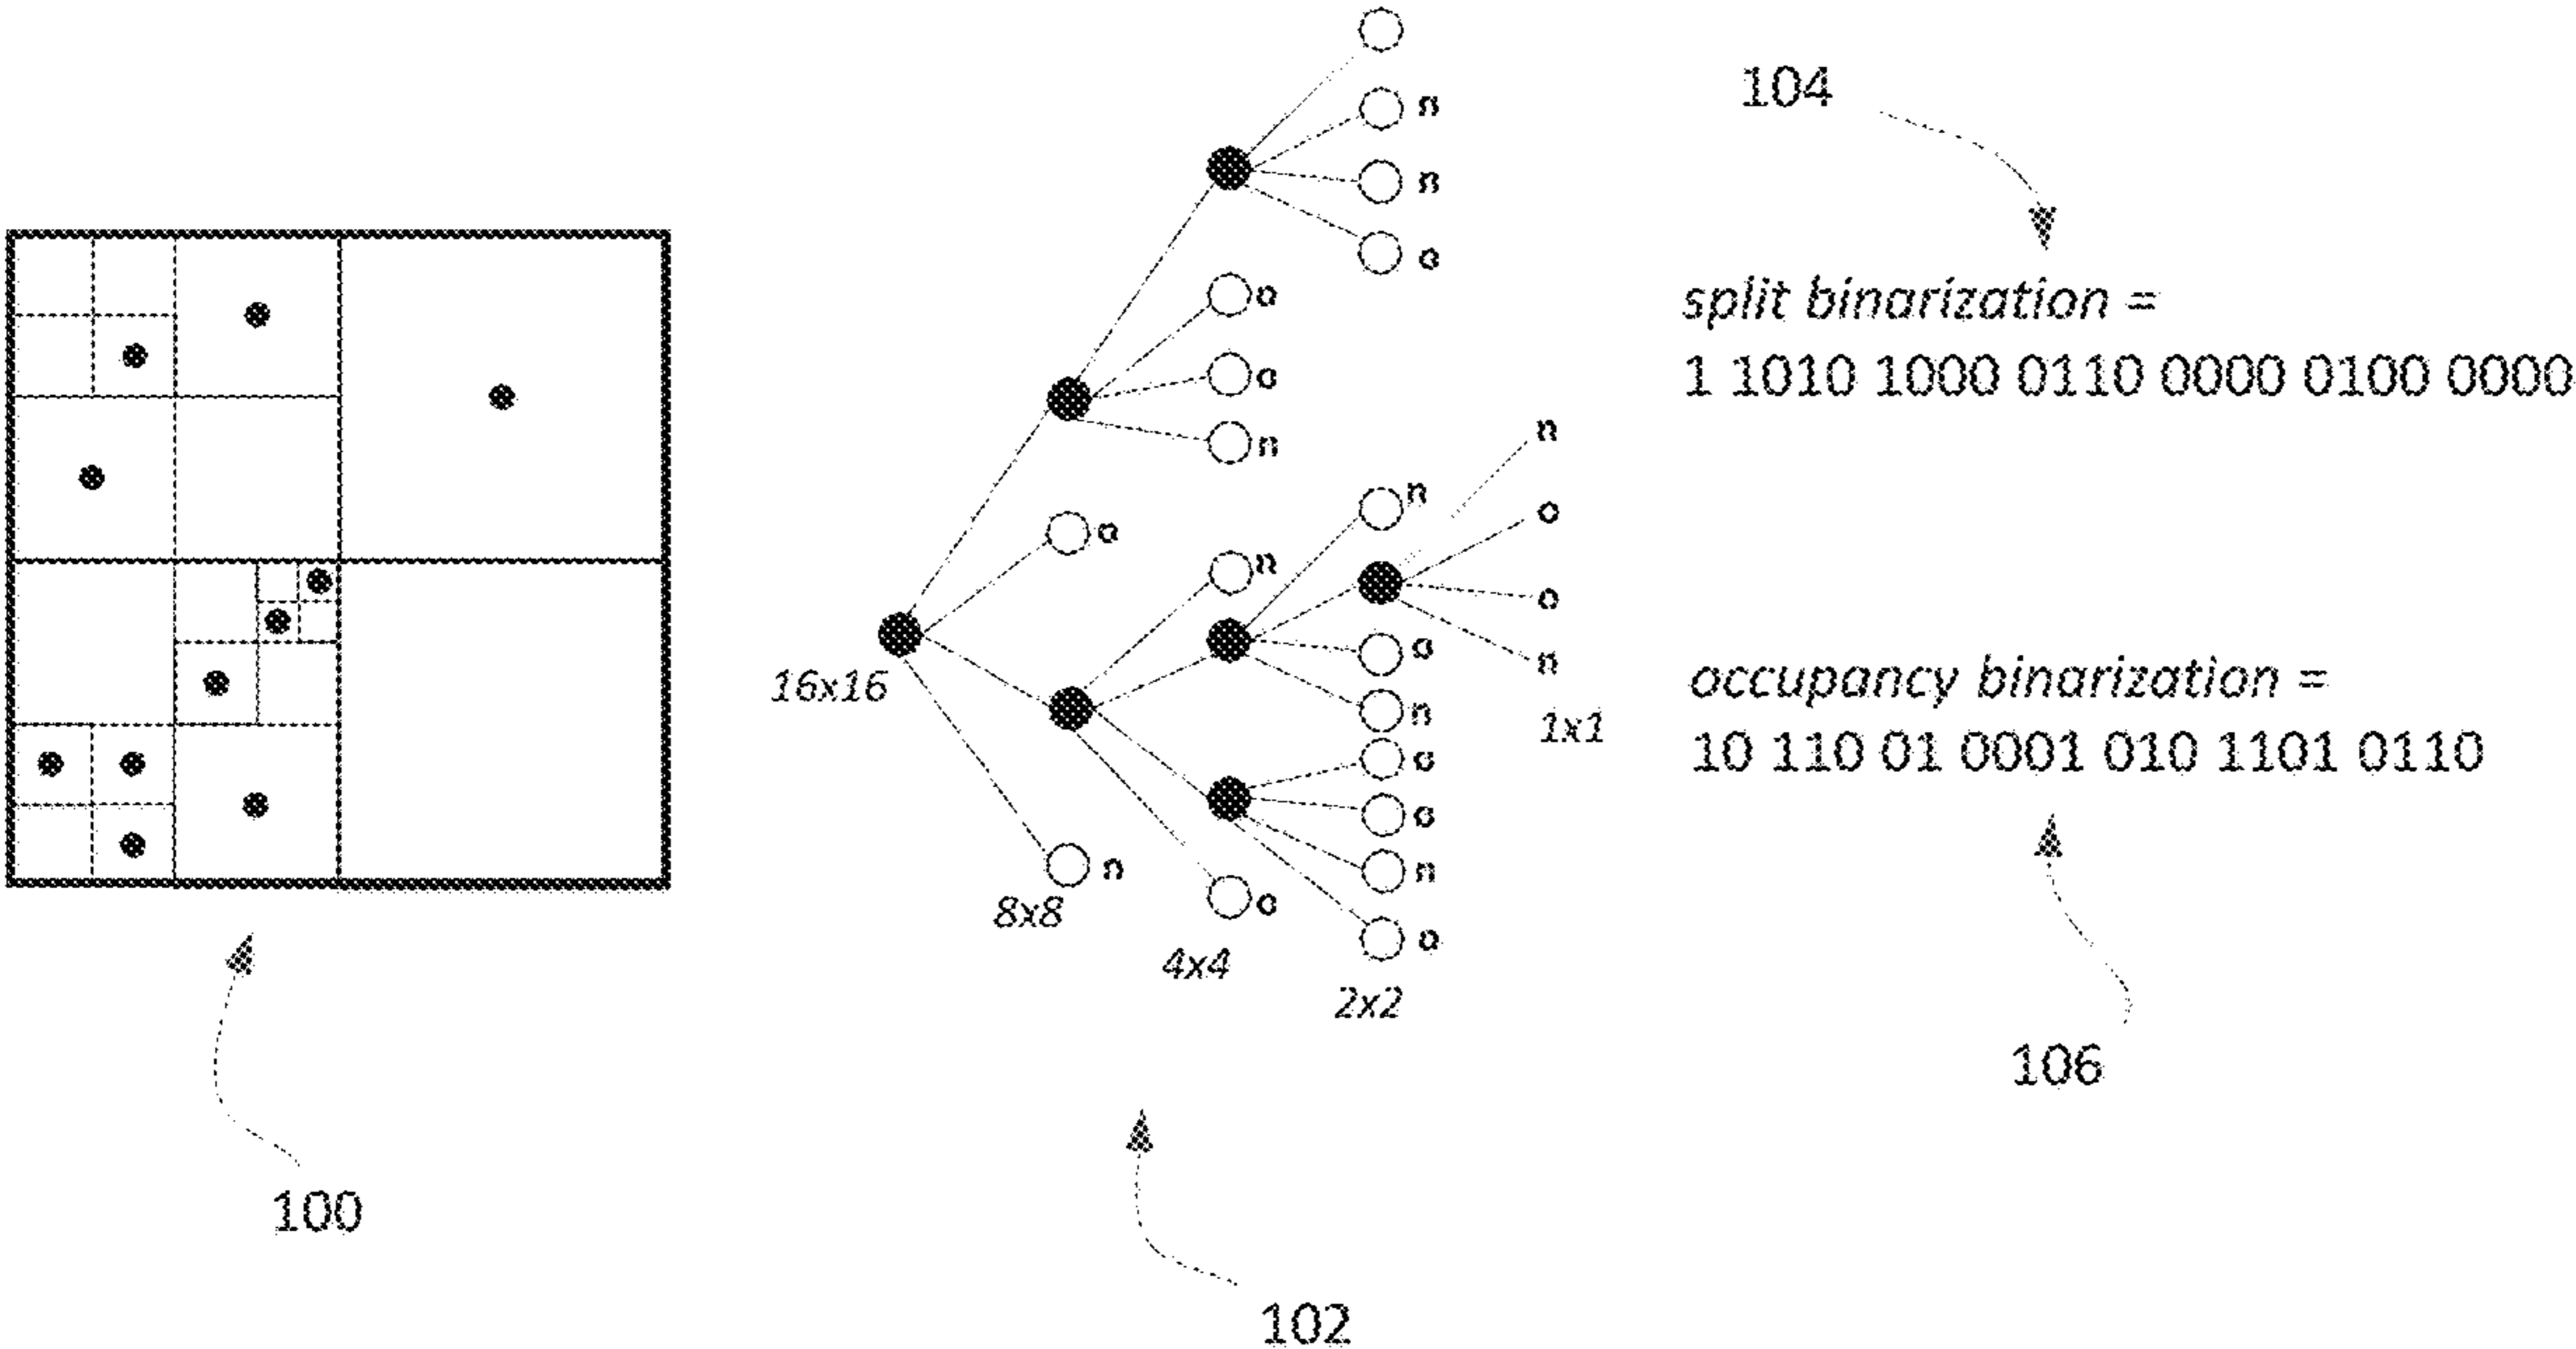 104
n
n
o
o
o
n
o
n
n
n
o
o
n
o
n
o
o
n
o
n
o
n
16x16
8x8
4x4
2x2
1x1
split binarization =
1 1010 1000 0110 0000 0100 0000
occupancy binarization =
10 110 01 0001 010 1101 0110
106
100
102